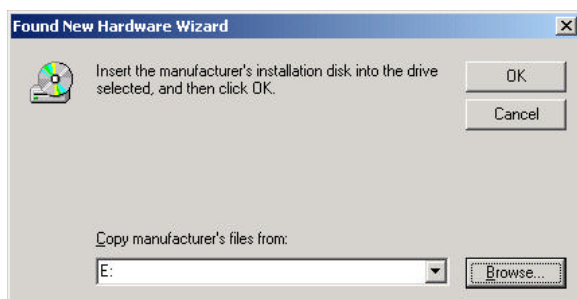 Found New Hardware Wizard
Insert the manufacturer's installation disk into the drive
selected, and then click OK.
OK
Cancel
Copy manufacturer's files from:
E:
Browse...